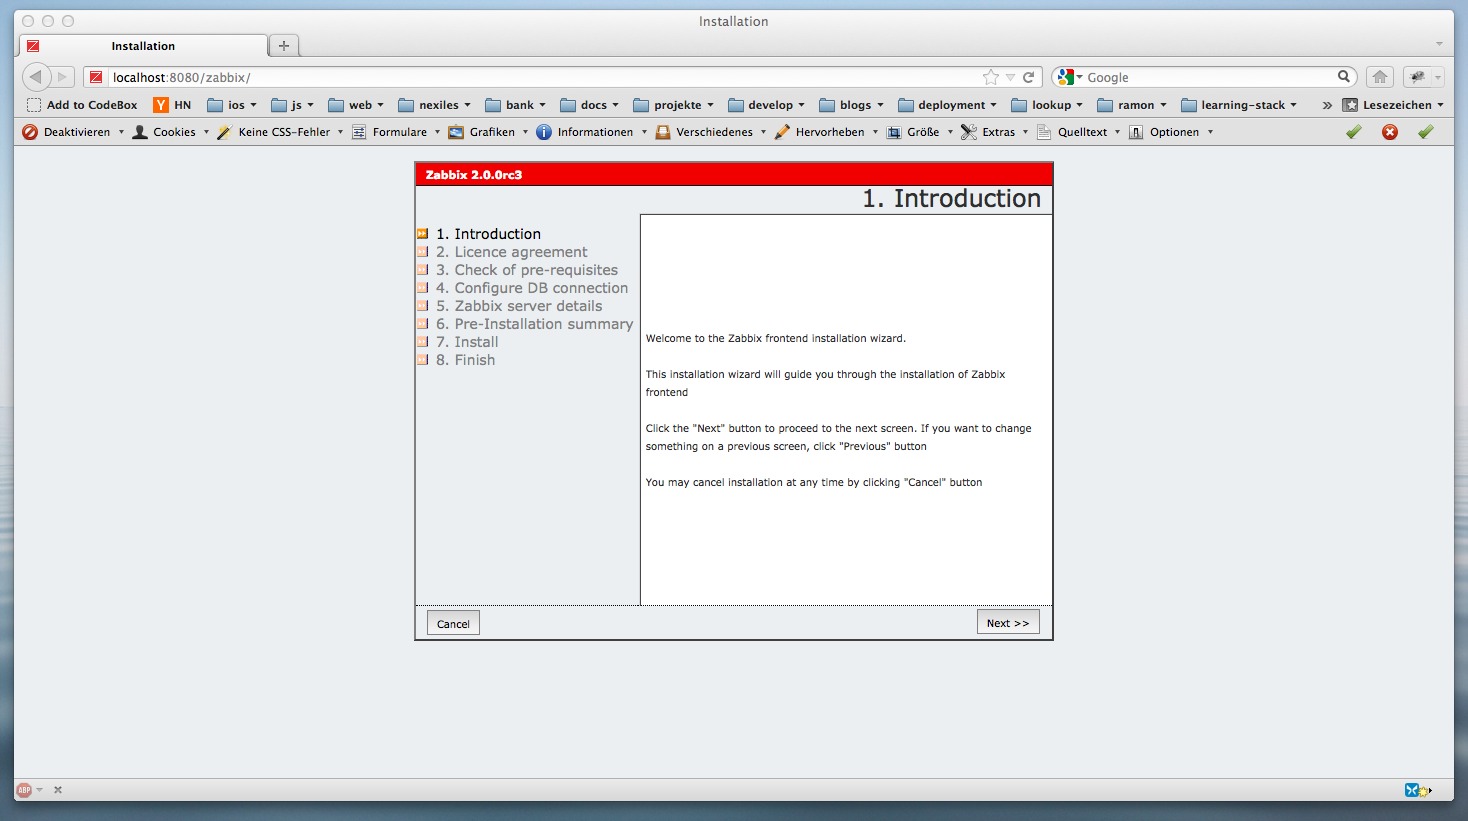 Installation
Installation
localhost:8080/zabbix/
Google
Add to CodeBox HN ios js web nexiles bank docs projekte develop blogs deployment lookup ramon learning-stack » Lesezeichen
Deaktivieren Cookies Keine CSS-Fehler Formulare Grafiken Informationen Verschiedenes Hervorheben Größe Extras Quelltext Optionen
Zabbix 2.0.0rc3
1. Introduction
1. Introduction
2. Licence agreement
3. Check of pre-requisites
4. Configure DB connection
5. Zabbix server details
6. Pre-Installation summary
7. Install
8. Finish
Welcome to the Zabbix frontend installation wizard.
This installation wizard will guide you through the installation of Zabbix
frontend
Click the "Next" button to proceed to the next screen. If you want to change
something on a previous screen, click "Previous" button
You may cancel installation at any time by clicking "Cancel" button
Cancel
Next >>
ABP